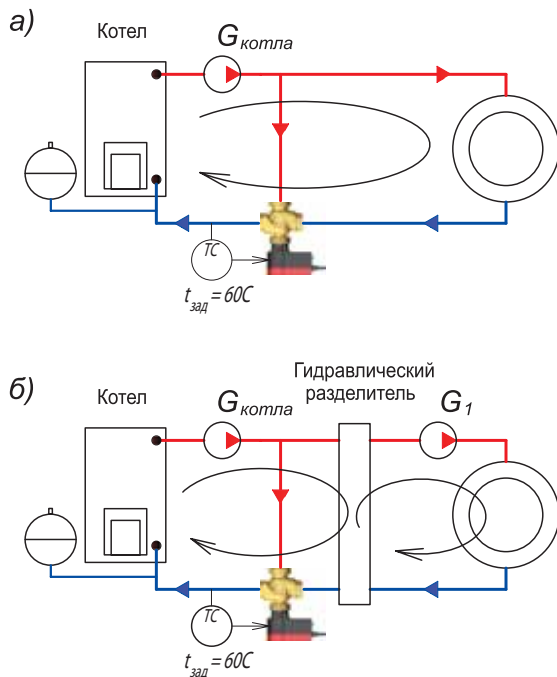 а)
Котел
Gкотла
TC
tзад = 60С
б)
Котел
Gкотла
Гидравлический
разделитель
G1
TC
tзад = 60С